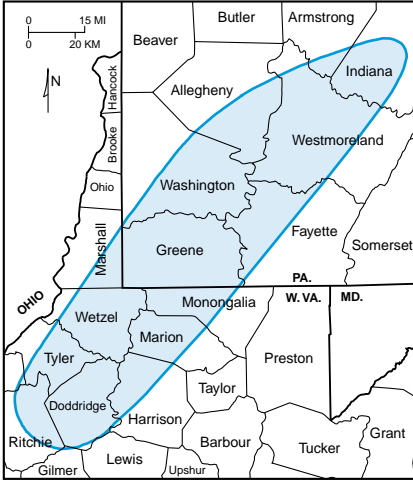 0 15 MI
0 20 KM
N
Butler
Armstrong
Beaver
Indiana
Hancock
Allegheny
Brooke
Westmoreland
Ohio
Washington
Marshall
Greene
Fayette
Somerset
OHIO
PA.
W. VA.
MD.
Monongalia
Wetzel
Marion
Tyler
Preston
Taylor
Doddridge
Harrison
Ritchie
Barbour
Grant
Tucker
Lewis
Gilmer
Upshur